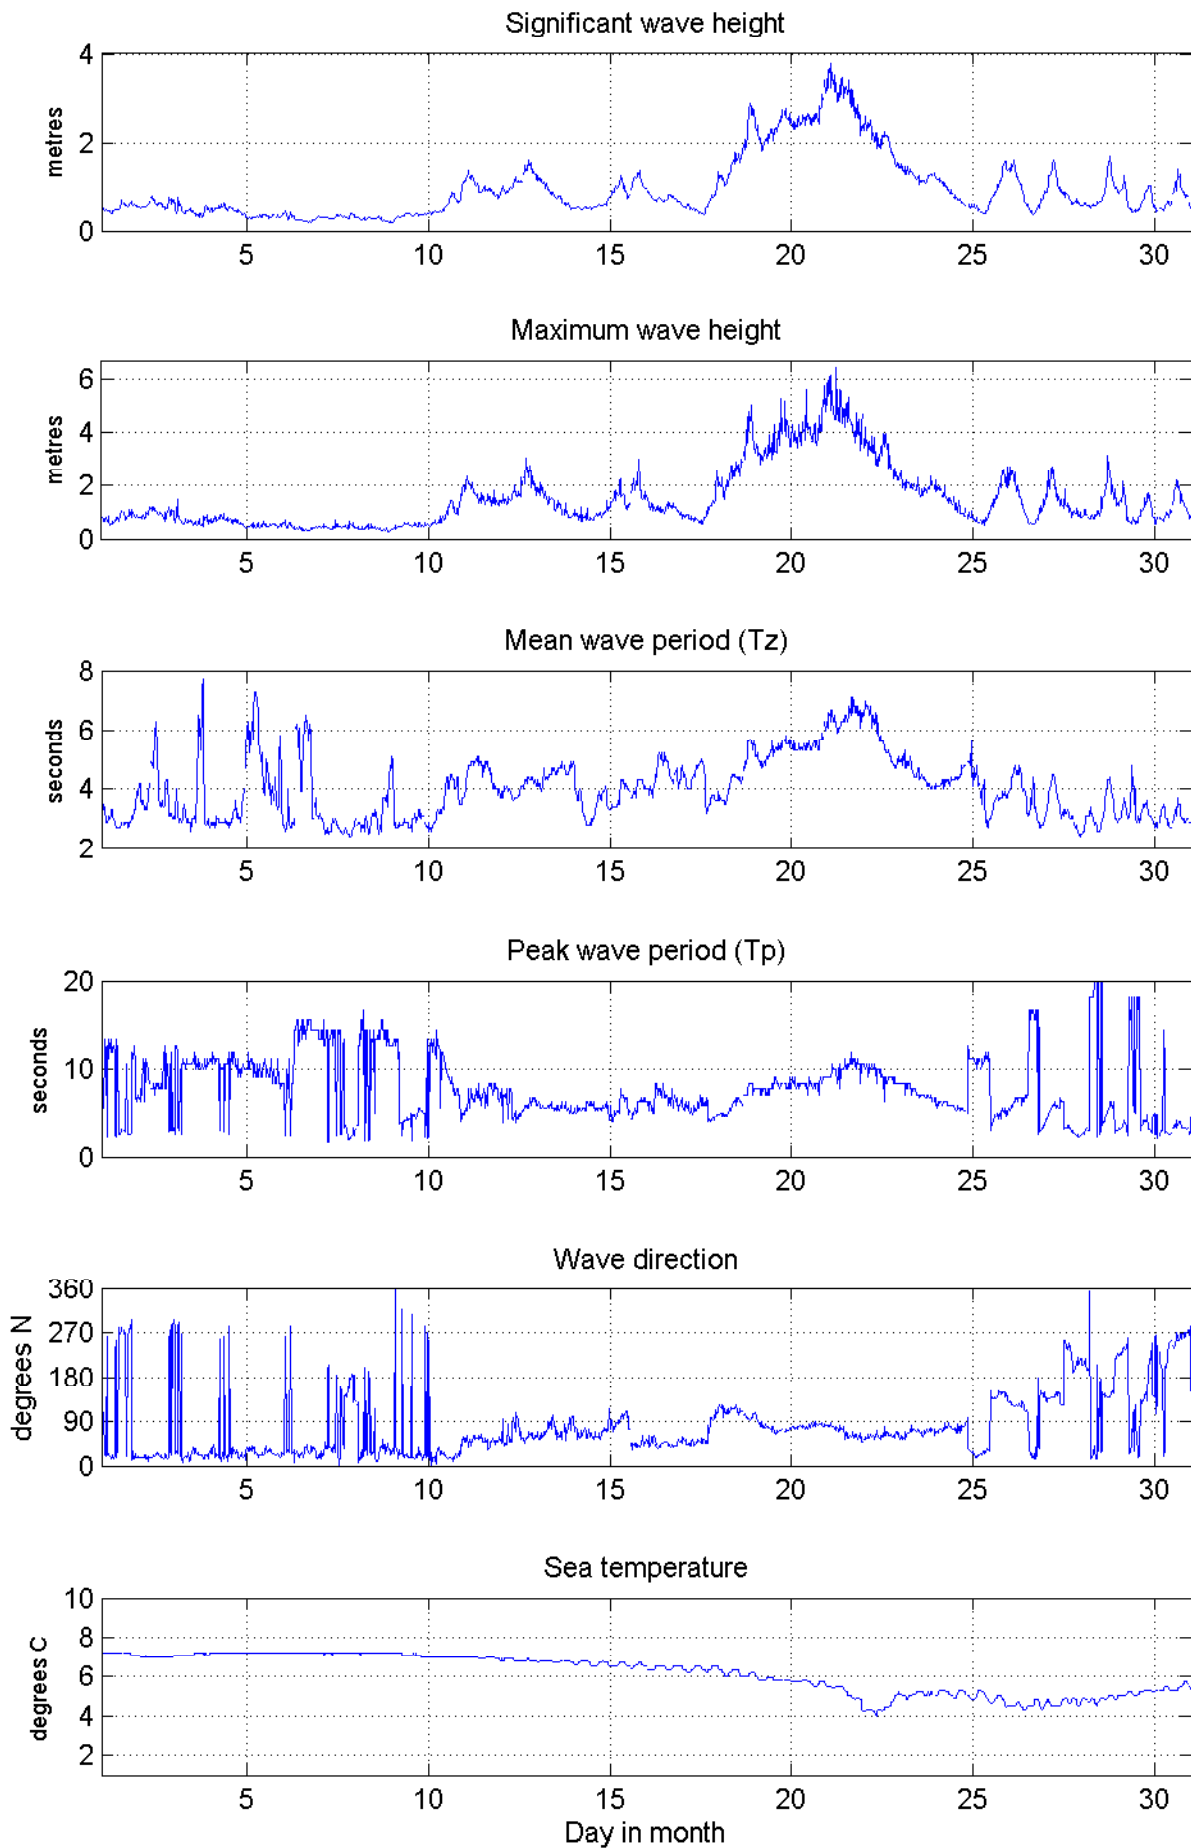 Significant wave height
4
2
0
metres
5 10 15 20 25 30
Maximum wave height
6
4
2
0
metres
5 10 15 20 25 30
Mean wave period (Tz)
8
6
4
2
seconds
5 10 15 20 25 30
Peak wave period (Tp)
20
10
0
seconds
5 10 15 20 25 30
Wave direction
360
270
180
90
0
degrees N
5 10 15 20 25 30
Sea temperature
10
8
6
4
2
degrees C
5 10 15 20 25 30
Day in month